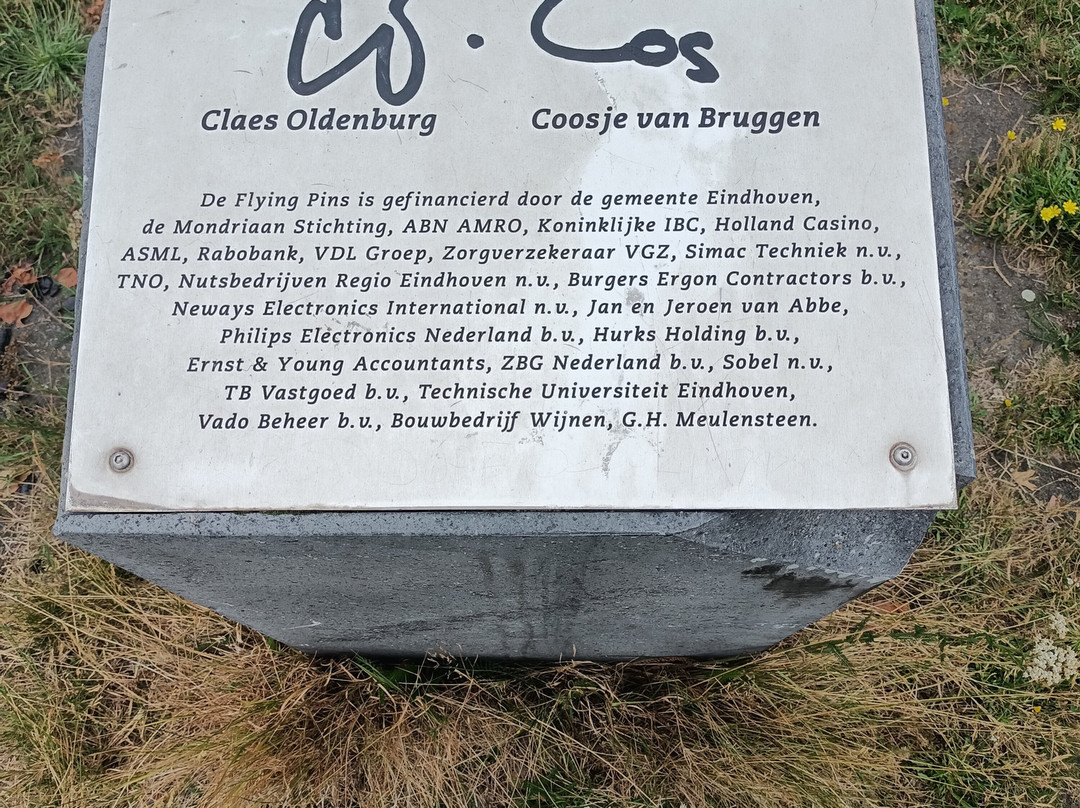 Claes Oldenburg Coosje van Bruggen
De Flying Pins is gefinancierd door de gemeente Eindhoven,
de Mondriaan Stichting, ABN AMRO, Koninklijke IBC, Holland Casino,
ASML, Rabobank, VDL Groep, Zorgverzekeraar VGZ, Simac Techniek n.v.,
TNO, Nutsbedrijven Regio Eindhoven n.v., Burgers Ergon Contractors b.v.,
Neways Electronics International n.v., Jan en Jeroen van Abbe,
Philips Electronics Nederland b.v., Hurks Holding b.v.,
Ernst & Young Accountants, ZBG Nederland b.v., Sobel n.v.,
TB Vastgoed b.v., Technische Universiteit Eindhoven,
Vado Beheer b.v., Bouwbedrijf Wijnen, G.H. Meulensteen.